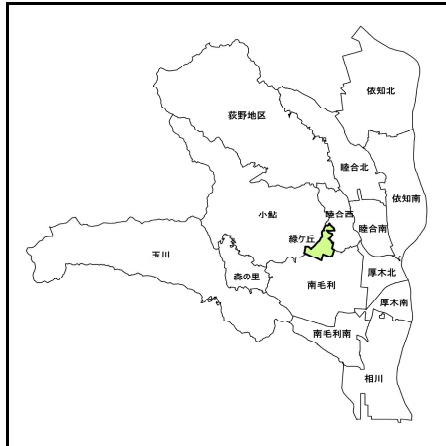 依知北
荻野地区
睦合北
依知南
小鮎
睦合西
睦合南
緑ケ丘
玉川
森の里
厚木北
南毛利
厚木南
南毛利南
相川